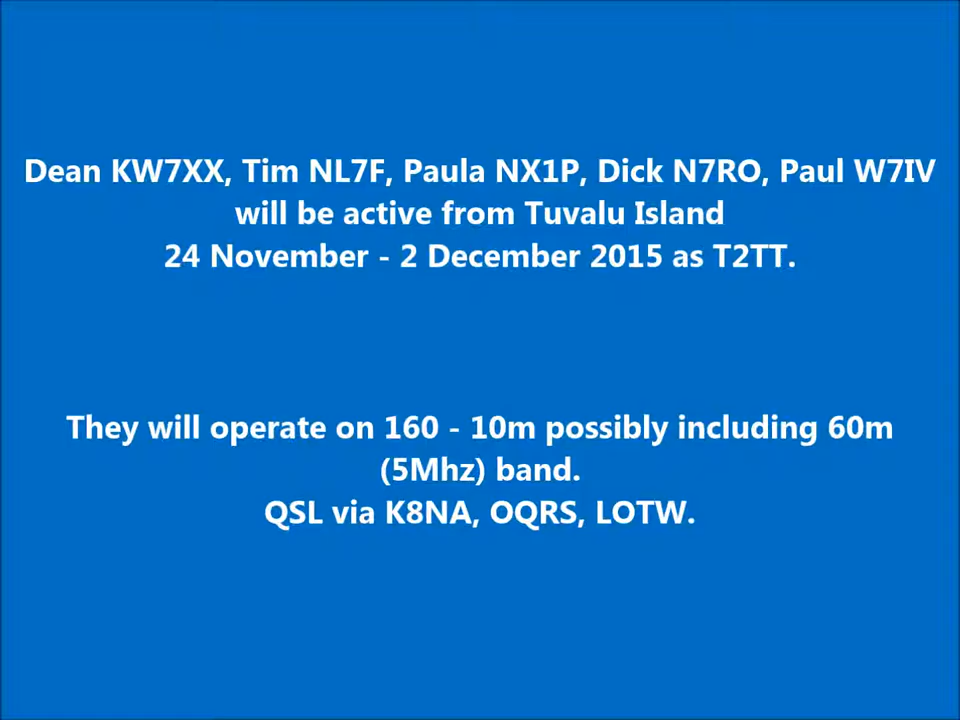 Dean KW7XX, Tim NL7F, Paula NX1P, Dick N7RO, Paul W7IV
will be active from Tuvalu Island
24 November - 2 December 2015 as T2TT.
They will operate on 160 - 10m possibly including 60m
(5Mhz) band.
QSL via K8NA, OQRS, LOTW.